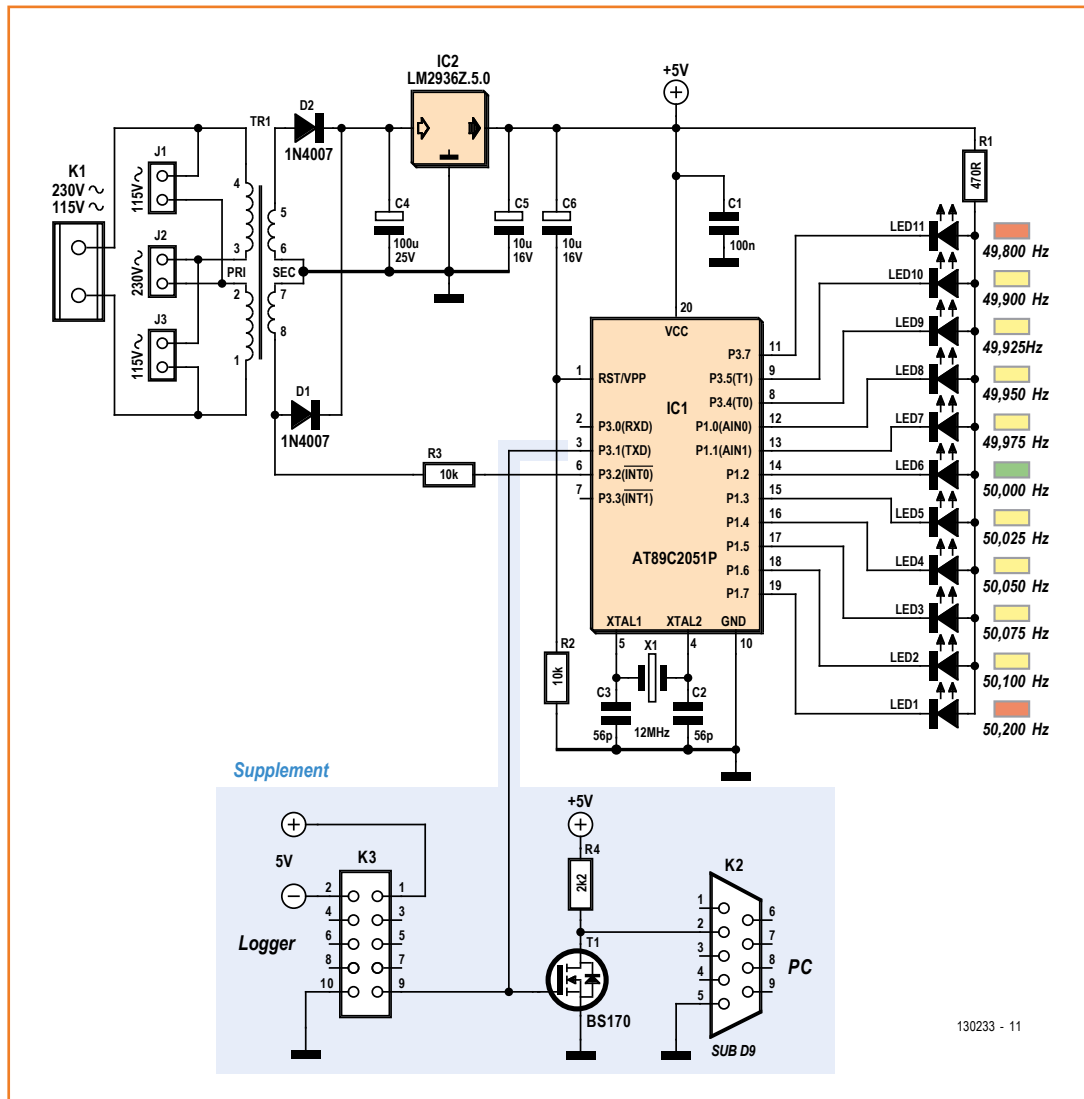 IC2
LM2936Z.5.0
+5V
D2
TR1
1N4007
R1
470R
K1
230V ~
115V ~
J1
115V ~
J2
230V ~
J3
115V ~
4
3
PRI
2
1
5
6
SEC
7
8
C4
100u
25V
C5
10u
16V
C6
10u
16V
C1
100n
D1
1N4007
R3
10k
R2
10k
20
VCC
IC1
AT89C2051P
1
RST/VPP
2
P3.0(RXD)
3
P3.1(TXD)
6
P3.2(INT0)
7
P3.3(INT1)
P3.7
11
P3.5(T1)
9
P3.4(T0)
8
P1.0(AIN0)
12
P1.1(AIN1)
13
P1.2
14
P1.3
15
P1.4
16
P1.5
17
P1.6
18
P1.7
19
XTAL1
XTAL2
GND
5
4
10
X1
C3
56p
12MHz
C2
56p
LED11
49,800 Hz
LED10
49,900 Hz
LED9
49,925Hz
LED8
49,950 Hz
LED7
49,975 Hz
LED6
50,000 Hz
LED5
50,025 Hz
LED4
50,050 Hz
LED3
50,075 Hz
LED2
50,100 Hz
LED1
50,200 Hz
Supplement
+
5V
–
K3
2
1
4
3
6
5
8
7
10
9
Logger
+5V
R4
2k2
T1
BS170
K2
1
6
2
7
3
8
4
9
5
PC
SUB D9
130233 - 11